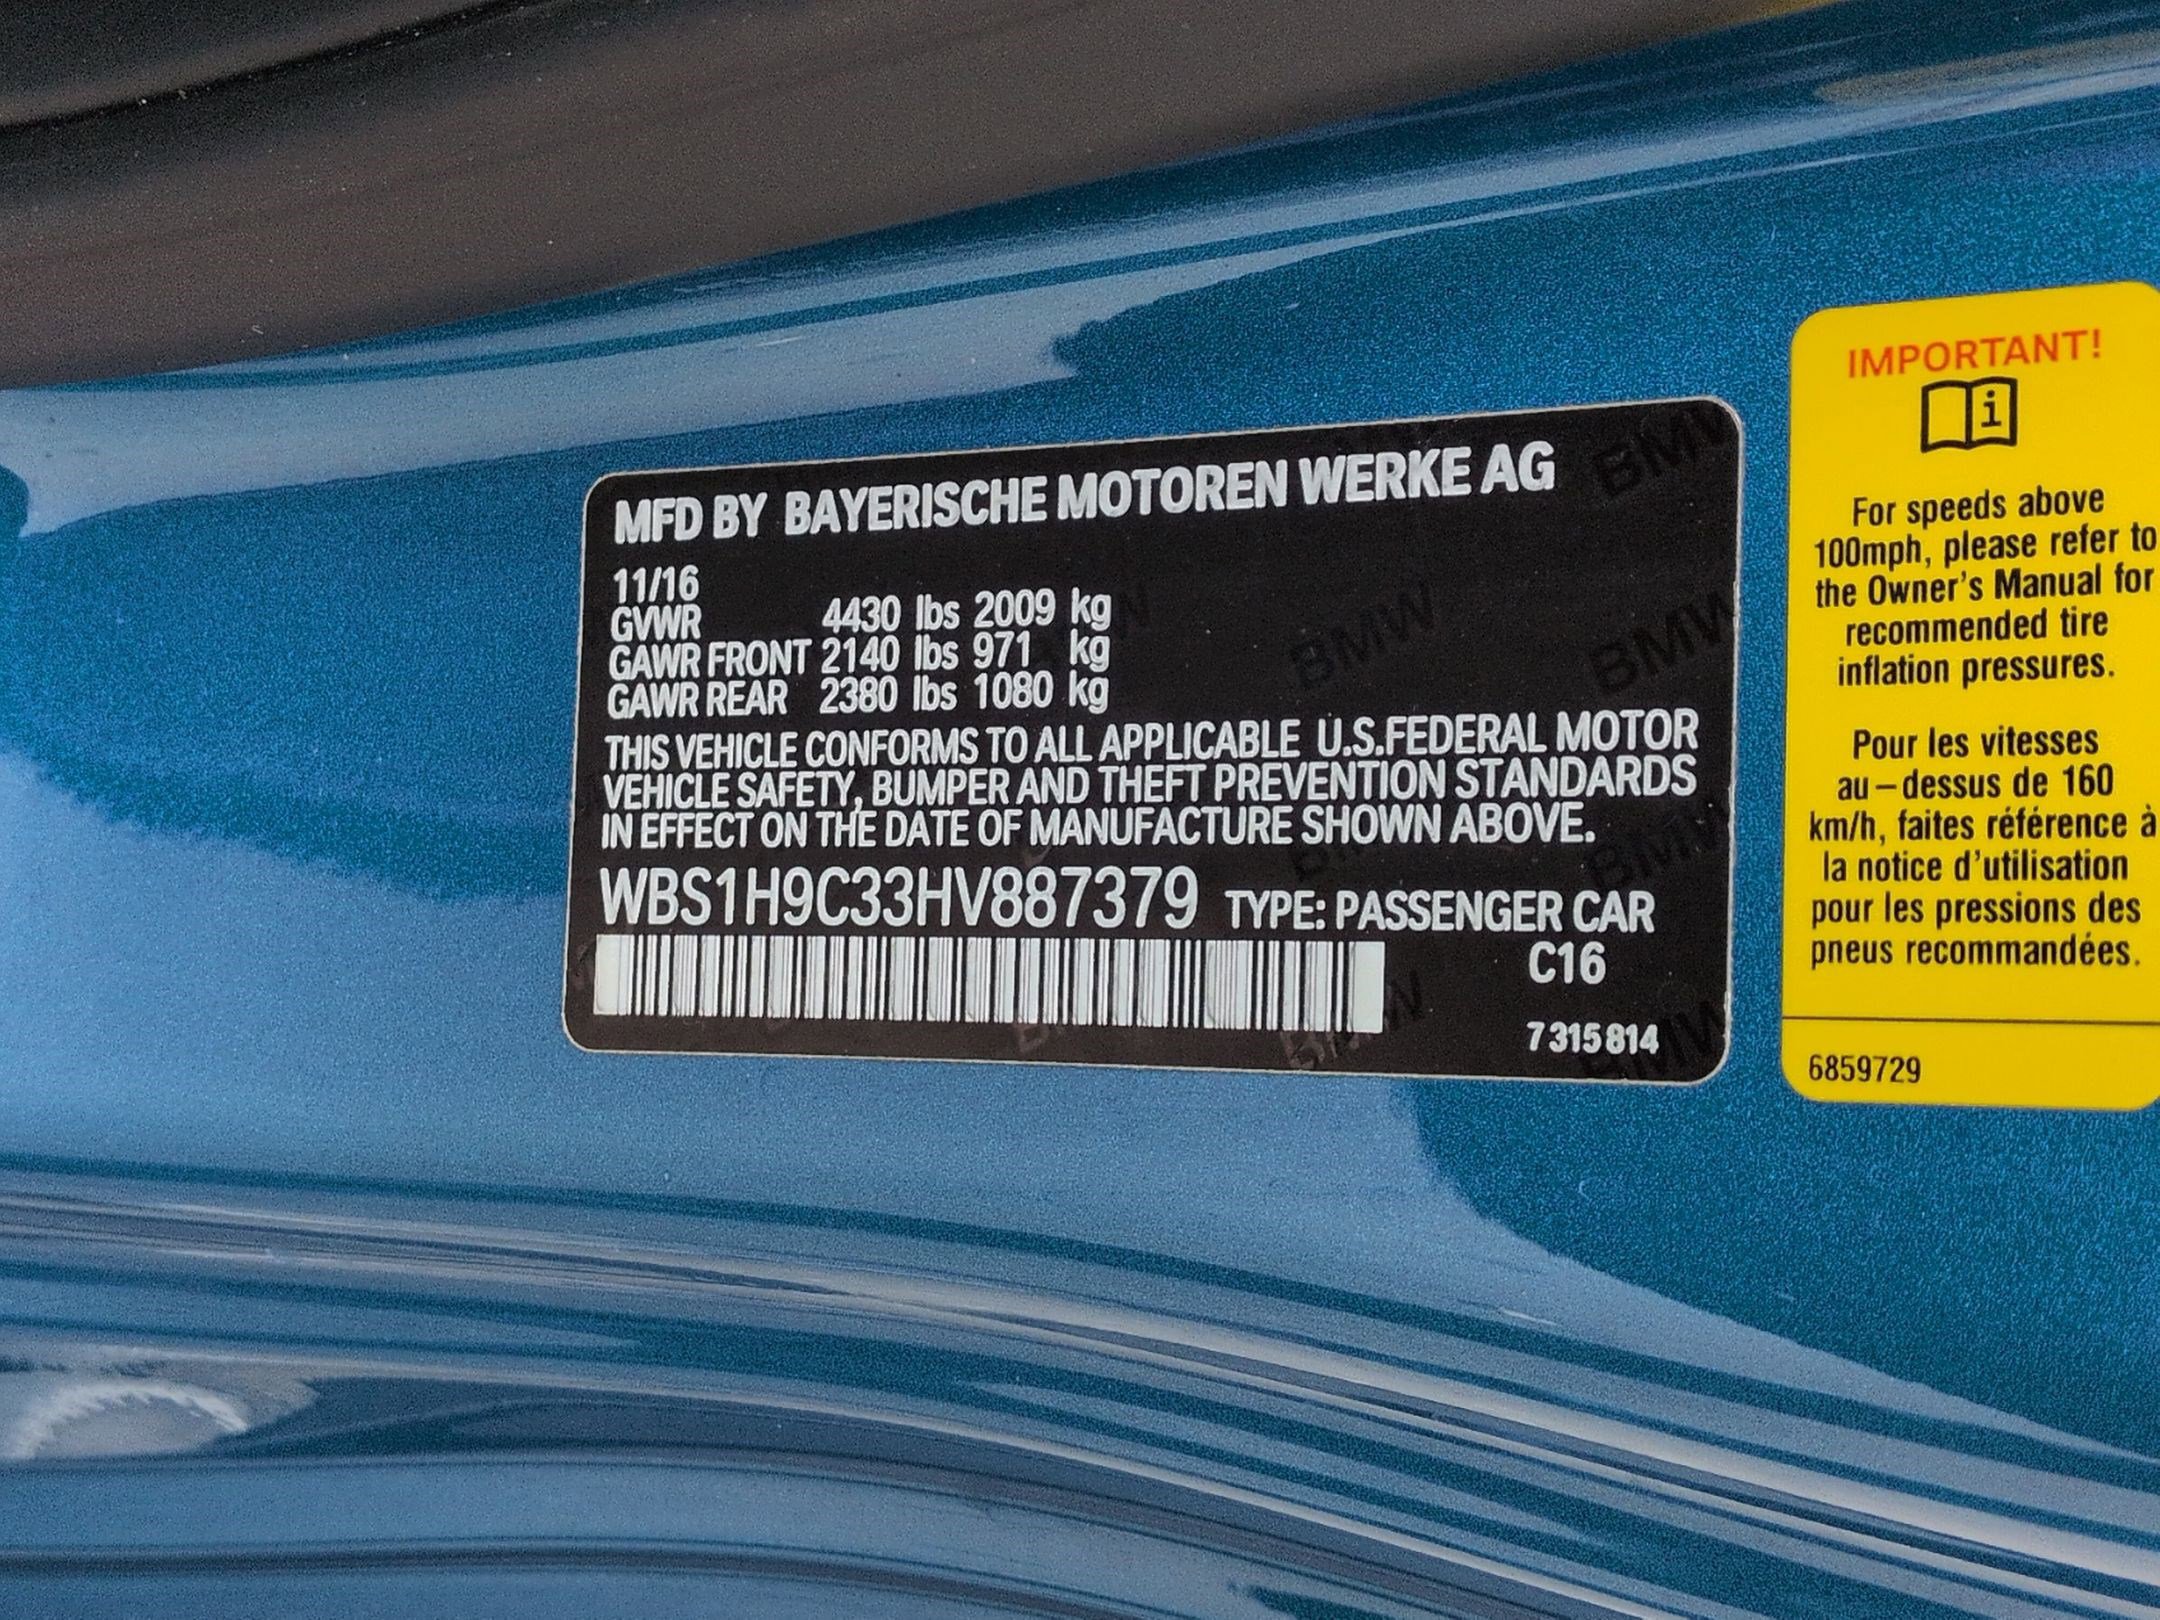 MFD BY BAYERISCHE MOTOREN WERKE AG
11/16
GVWR 4430 lbs 2009 kg
GAWR FRONT 2140 lbs 971 kg
GAWR REAR 2380 lbs 1080 kg
THIS VEHICLE CONFORMS TO ALL APPLICABLE U.S.FEDERAL MOTOR
VEHICLE SAFETY, BUMPER AND THEFT PREVENTION STANDARDS
IN EFFECT ON THE DATE OF MANUFACTURE SHOWN ABOVE.
WBS1H9C33HV887379 TYPE: PASSENGER CAR
C16
7 315 814
IMPORTANT!
i
For speeds above
100mph, please refer to
the Owner's Manual for
recommended tire
inflation pressures.
Pour les vitesses
au-dessus de 160
km/h, faites référence à
la notice d'utilisation
pour les pressions des
pneus recommandées.
6859729